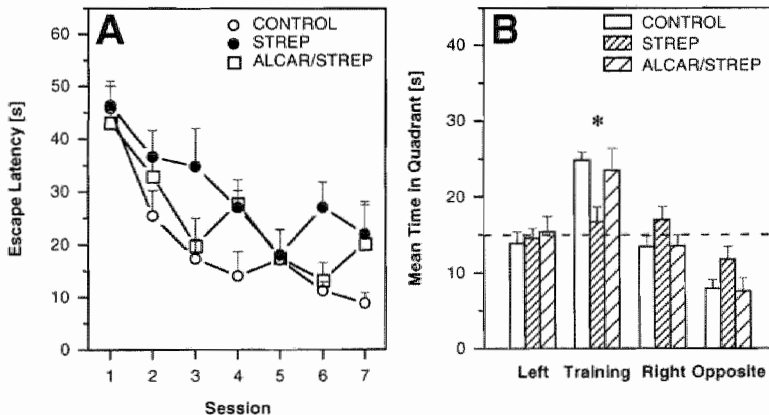 A
CONTROL
STREP
ALCAR/STREP
Escape Latency [s]
60
50
40
30
20
10
0
1 2 3 4 5 6 7
Session
B
CONTROL
STREP
ALCAR/STREP
*
Mean Time in Quadrant [s]
40
30
20
10
0
Left Training Right Opposite